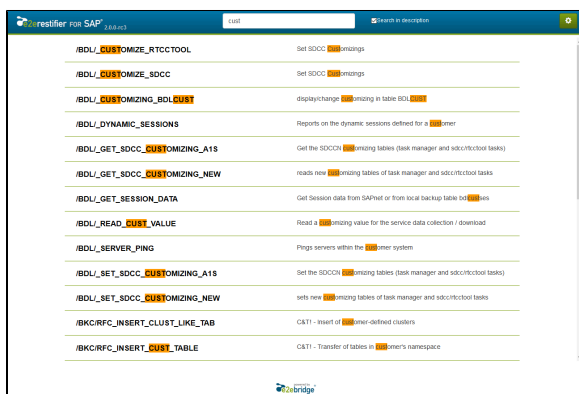 e2erestifier FOR SAP® 2.0.0-rc3 cust Search in description
/BDL/_CUSTOMIZE_RTCCTOOL Set SDCC Customizings
/BDL/_CUSTOMIZE_SDCC Set SDCC Customizings
/BDL/_CUSTOMIZING_BDLCUST display/change customizing in table BDLCUST
/BDL/_DYNAMIC_SESSIONS Reports on the dynamic sessions defined for a customer
/BDL/_GET_SDCC_CUSTOMIZING_A1S Get the SDCCN customizing tables (task manager and sdcc/rtcctool tasks)
/BDL/_GET_SDCC_CUSTOMIZING_NEW reads new customizing tables of task manager and sdcc/rtcctool tasks
/BDL/_GET_SESSION_DATA Get Session data from SAPnet or from local backup table bdlcustses
/BDL/_READ_CUST_VALUE Read a customizing value for the service data collection / download
/BDL/_SERVER_PING Pings servers within the customer system
/BDL/_SET_SDCC_CUSTOMIZING_A1S Set the SDCCN customizing tables (task manager and sdcc/rtcctool tasks)
/BDL/_SET_SDCC_CUSTOMIZING_NEW sets new customizing tables of task manager and sdcc/rtcctool tasks
/BKC/RFC_INSERT_CLUST_LIKE_TAB C&T! - Insert of customer-defined clusters
/BKC/RFC_INSERT_CUST_TABLE C&T! - Transfer of tables in customer's namespace
powered by
e2ebridge